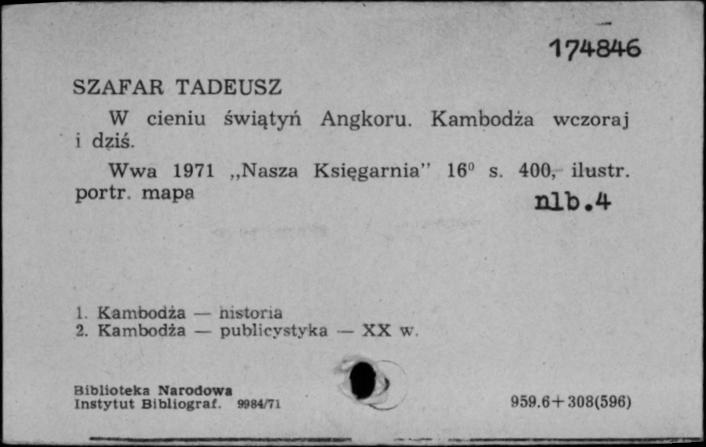 174846
SZAFAR TADEUSZ
W cieniu świątyń Angkoru. Kambodża wczoraj
i dziś.
Wwa 1971 „Nasza Księgarnia” 16⁰ s. 400, ilustr.
portr. mapa
nlb.4
1. Kambodża — historia
2. Kambodża — publicystyka — XX w.
Biblioteka Narodowa
Instytut Bibliograf. 9984/71
959.6+308(596)